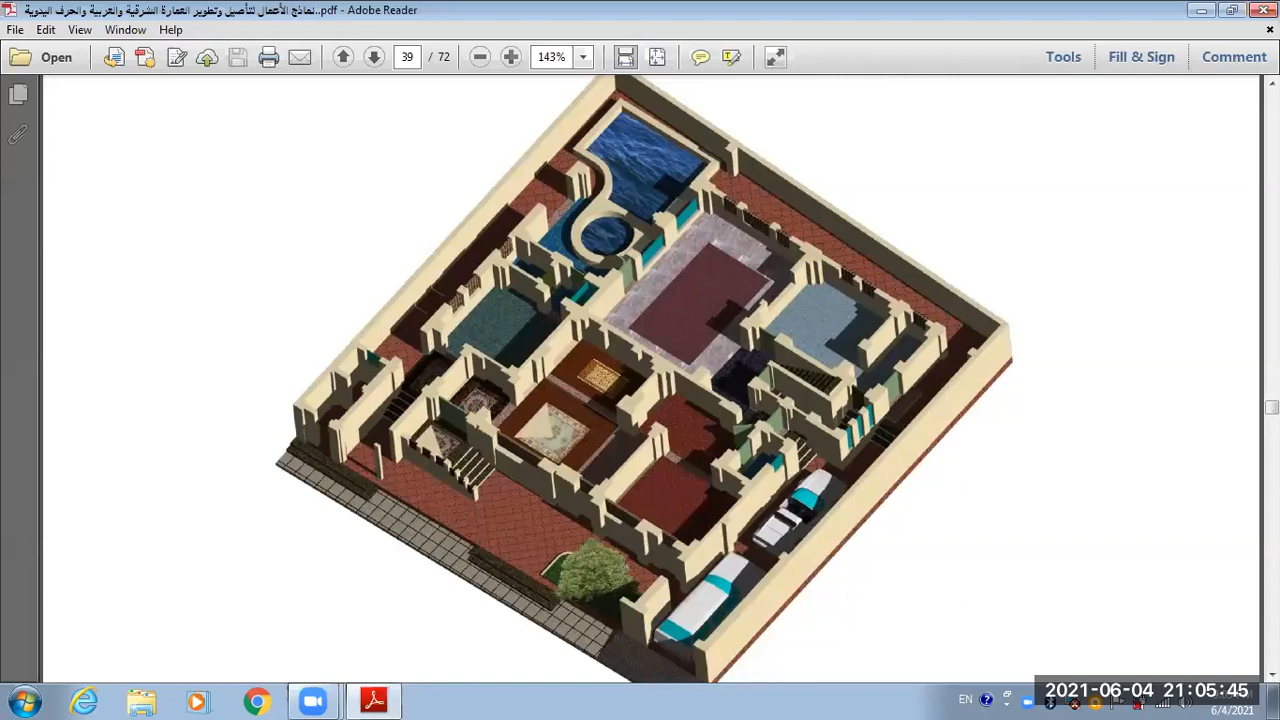 نماذج الأعمال لتأصيل وتطوير العمارة الشرقية والعربية والحرف اليدوية..pdf - Adobe Reader
File Edit View Window Help
Open 39 / 72 143% Tools Fill & Sign Comment
EN
2021-06-04 21:05:45
6/4/2021